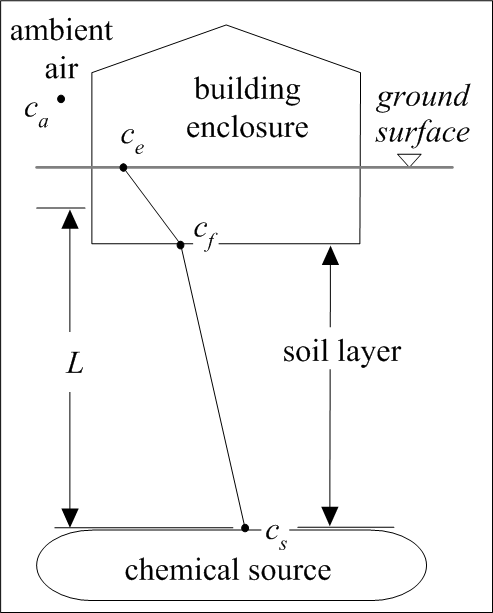 ambient
air
c_a
building
enclosure
ground
surface
c_e
c_f
L
soil layer
c_s
chemical source